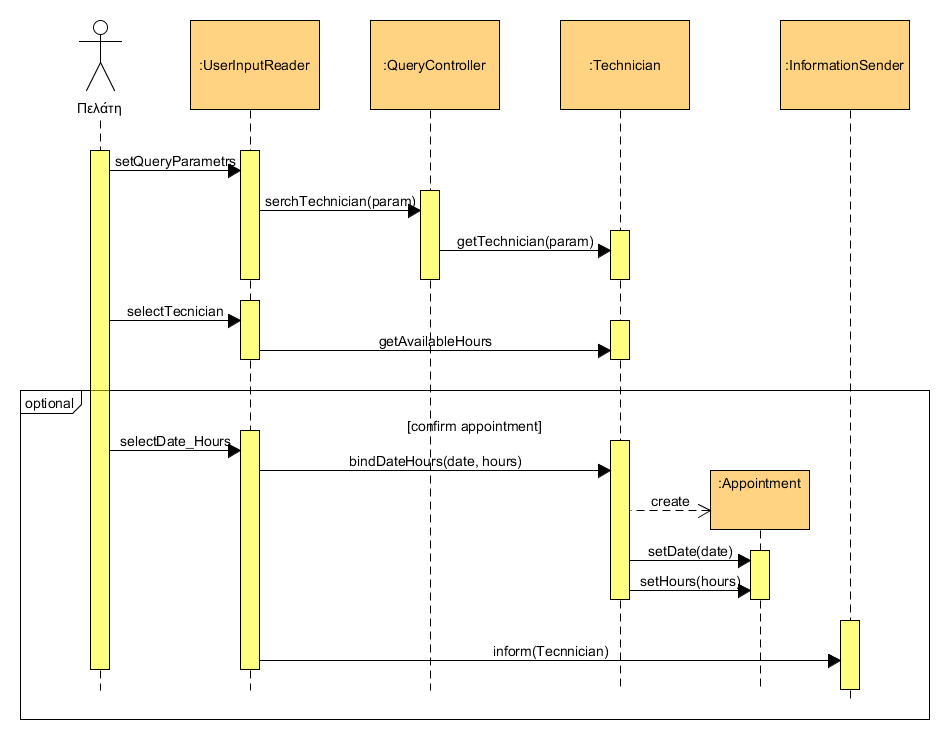 :UserInputReader
:QueryController
:Technician
:InformationSender
Πελάτη
setQueryParametrs
serchTechnician(param)
getTechnician(param)
selectTecnician
getAvailableHours
optional
[confirm appointment]
selectDate_Hours
bindDateHours(date, hours)
:Appointment
create
setDate(date)
setHours(hours)
inform(Tecnnician)